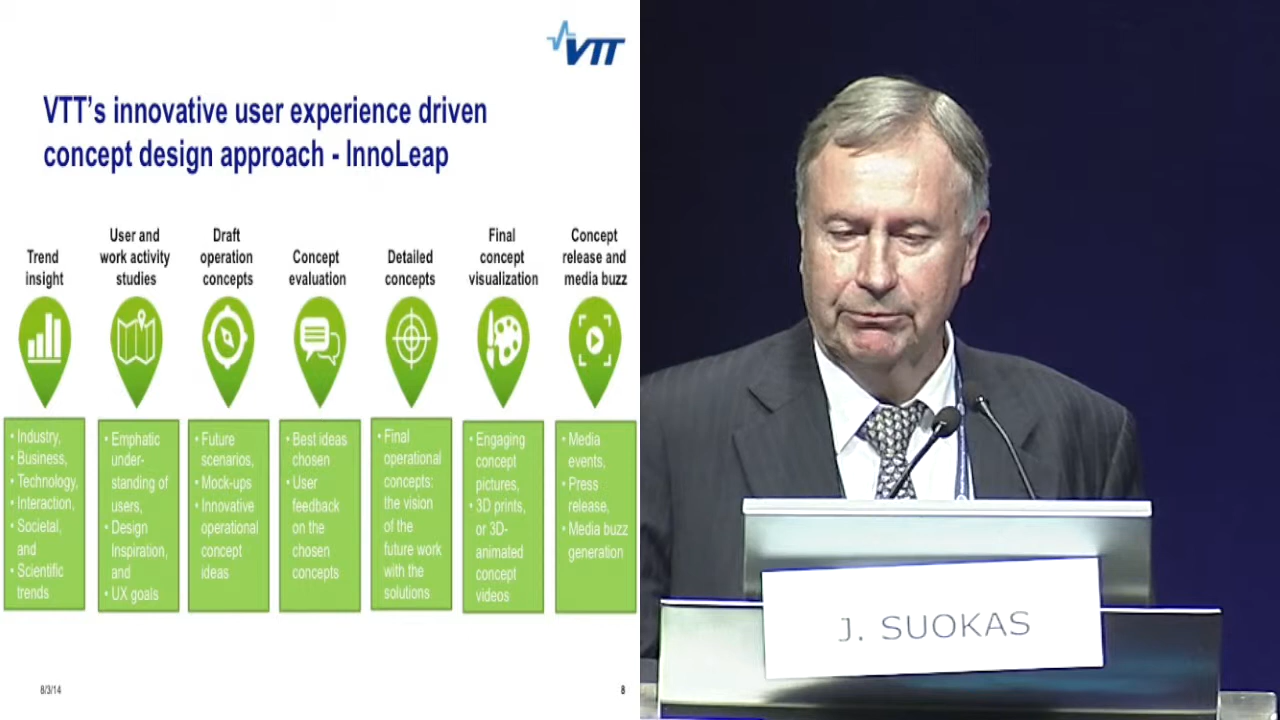 VTT
VTT's innovative user experience driven
concept design approach - InnoLeap
Trend
insight
User and
work activity
studies
Draft
operation
concepts
Concept
evaluation
Detailed
concepts
Final
concept
visualization
Concept
release and
media buzz
• Industry,
• Business,
• Technology,
• Interaction,
• Societal,
and
• Scientific
trends
• Emphatic
under-
standing of
users,
• Design
Inspiration,
and
• UX goals
• Future
scenarios,
• Mock-ups
• Innovative
operational
concept
ideas
• Best ideas
chosen
• User
feedback
on the
chosen
concepts
• Final
operational
concepts:
the vision
of the
future work
with the
solutions
• Engaging
concept
pictures,
• 3D prints,
or 3D-
animated
concept
videos
• Media
events,
• Press
release,
• Media buzz
generation
8/3/14
8
J. SUOKAS